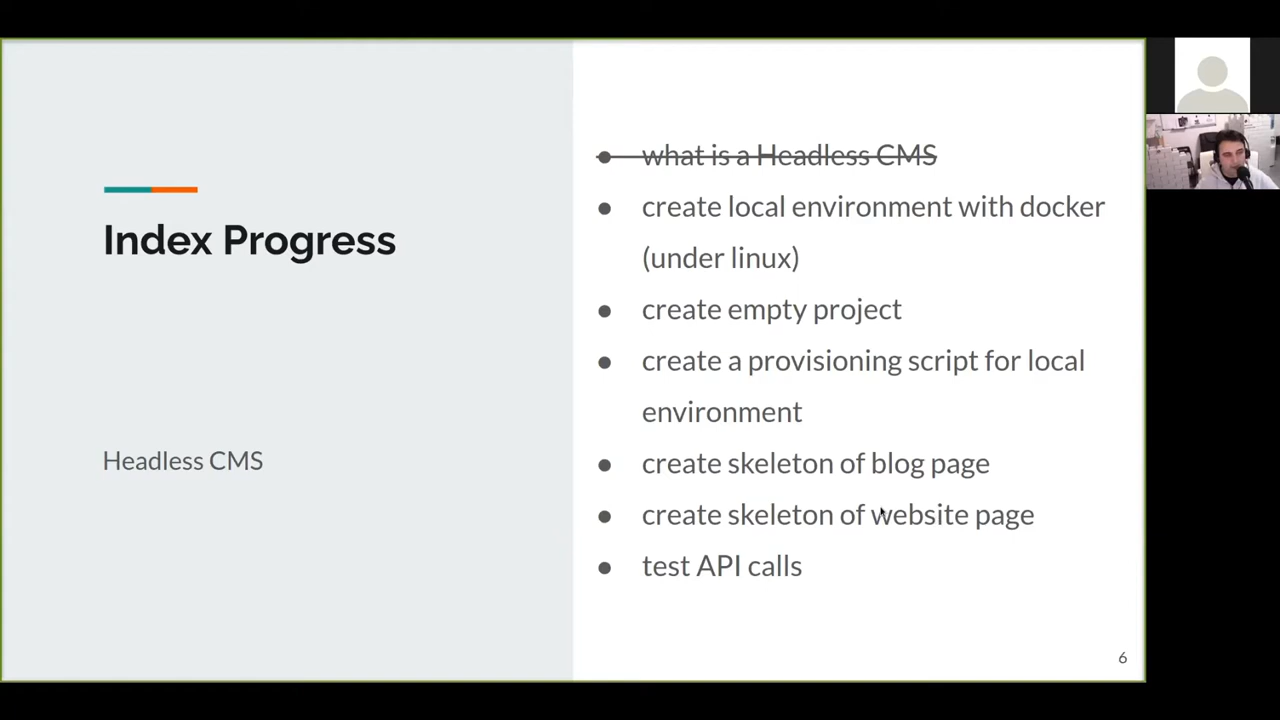 Index Progress
Headless CMS
● what is a Headless CMS
● create local environment with docker
(under linux)
● create empty project
● create a provisioning script for local
environment
● create skeleton of blog page
● create skeleton of website page
● test API calls
6